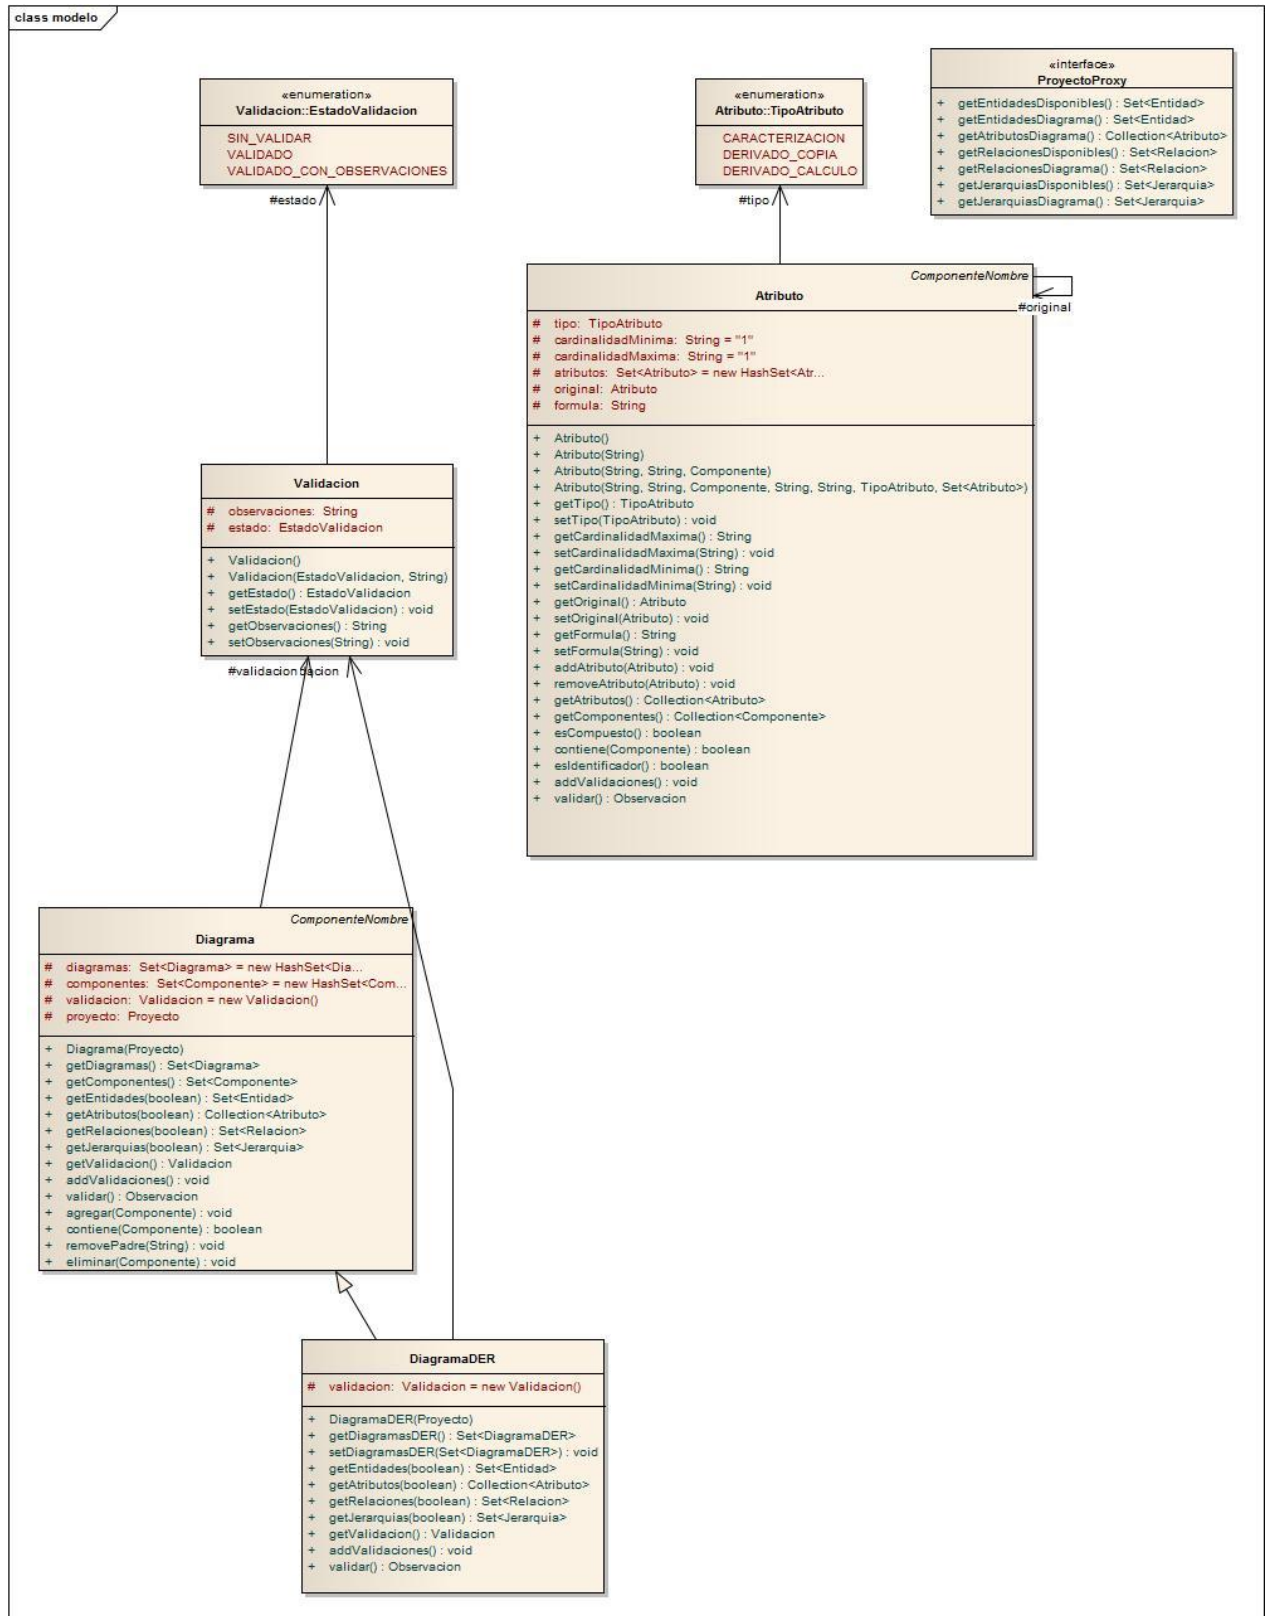 class modelo
«enumeration»
Validacion::EstadoValidacion
SIN_VALIDAR
VALIDADO
VALIDADO_CON_OBSERVACIONES
#estado
«enumeration»
Atributo::TipoAtributo
CARACTERIZACION
DERIVADO_COPIA
DERIVADO_CALCULO
#tipo
«interface»
ProyectoProxy
+ getEntidadesDisponibles() : Set<Entidad>
+ getEntidadesDiagrama() : Set<Entidad>
+ getAtributosDiagrama() : Collection<Atributo>
+ getRelacionesDisponibles() : Set<Relacion>
+ getRelacionesDiagrama() : Set<Relacion>
+ getJerarquiasDisponibles() : Set<Jerarquia>
+ getJerarquiasDiagrama() : Set<Jerarquia>
ComponenteNombre
Atributo
#original
# tipo: TipoAtributo
# cardinalidadMinima: String = "1"
# cardinalidadMaxima: String = "1"
# atributos: Set<Atributo> = new HashSet<Atr...
# original: Atributo
# formula: String
+ Atributo()
+ Atributo(String)
+ Atributo(String, String, Componente)
+ Atributo(String, String, Componente, String, String, TipoAtributo, Set<Atributo>)
+ getTipo() : TipoAtributo
+ setTipo(TipoAtributo) : void
+ getCardinalidadMaxima() : String
+ setCardinalidadMaxima(String) : void
+ getCardinalidadMinima() : String
+ setCardinalidadMinima(String) : void
+ getOriginal() : Atributo
+ setOriginal(Atributo) : void
+ getFormula() : String
+ setFormula(String) : void
+ addAtributo(Atributo) : void
+ removeAtributo(Atributo) : void
+ getAtributos() : Collection<Atributo>
+ getComponentes() : Collection<Componente>
+ esCompuesto() : boolean
+ contiene(Componente) : boolean
+ esIdentificador() : boolean
+ addValidaciones() : void
+ validar() : Observacion
Validacion
# observaciones: String
# estado: EstadoValidacion
+ Validacion()
+ Validacion(EstadoValidacion, String)
+ getEstado() : EstadoValidacion
+ setEstado(EstadoValidacion) : void
+ getObservaciones() : String
+ setObservaciones(String) : void
#validacion
ComponenteNombre
Diagrama
# diagramas: Set<Diagrama> = new HashSet<Dia...
# componentes: Set<Componente> = new HashSet<Com...
# validacion: Validacion = new Validacion()
# proyecto: Proyecto
+ Diagrama(Proyecto)
+ getDiagramas() : Set<Diagrama>
+ getComponentes() : Set<Componente>
+ getEntidades(boolean) : Set<Entidad>
+ getAtributos(boolean) : Collection<Atributo>
+ getRelaciones(boolean) : Set<Relacion>
+ getJerarquias(boolean) : Set<Jerarquia>
+ getValidacion() : Validacion
+ addValidaciones() : void
+ validar() : Observacion
+ agregar(Componente) : void
+ contiene(Componente) : boolean
+ removePadre(String) : void
+ eliminar(Componente) : void
DiagramaDER
# validacion: Validacion = new Validacion()
+ DiagramaDER(Proyecto)
+ getDiagramasDER() : Set<DiagramaDER>
+ setDiagramasDER(Set<DiagramaDER>) : void
+ getEntidades(boolean) : Set<Entidad>
+ getAtributos(boolean) : Collection<Atributo>
+ getRelaciones(boolean) : Set<Relacion>
+ getJerarquias(boolean) : Set<Jerarquia>
+ getValidacion() : Validacion
+ addValidaciones() : void
+ validar() : Observacion